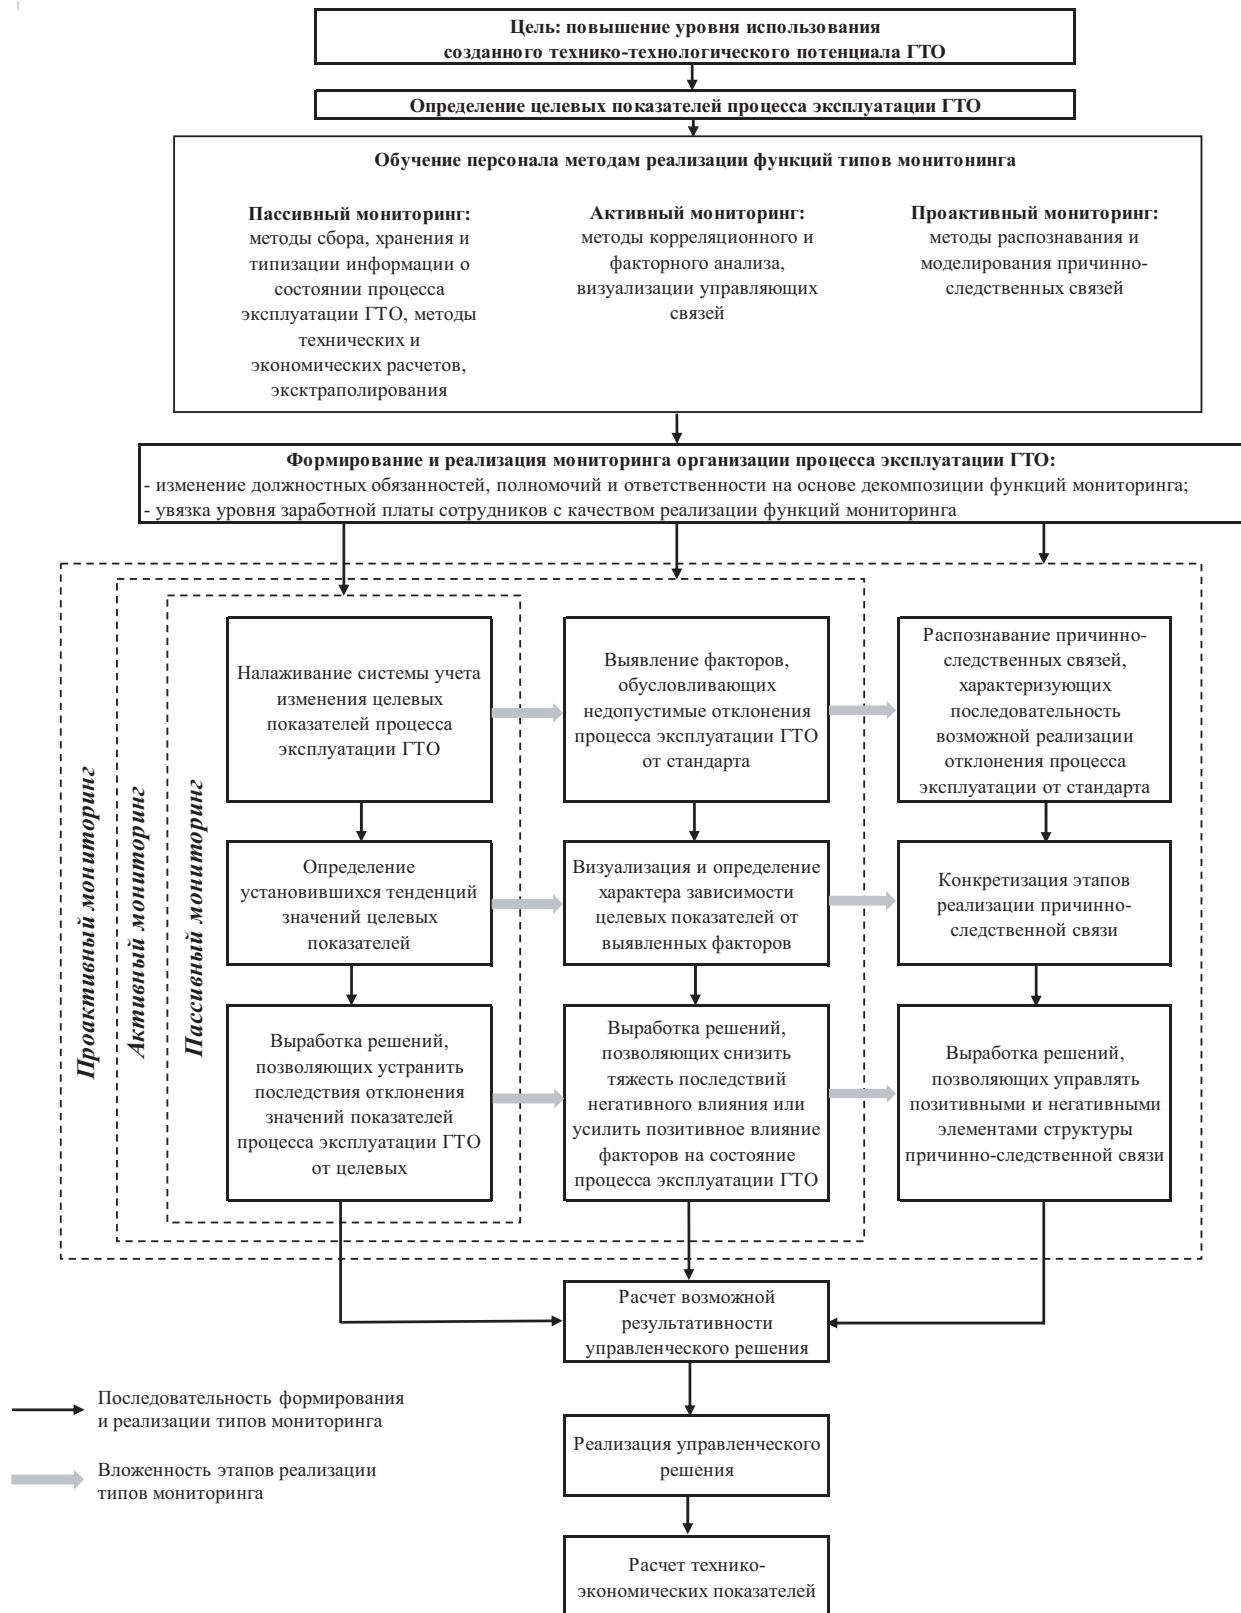 Цель: повышение уровня использования
созданного технико-технологического потенциала ГТО
Определение целевых показателей процесса эксплуатации ГТО
Обучение персонала методам реализации функций типов монитонинга
Пассивный мониторинг:
методы сбора, хранения и
типизации информации о
состоянии процесса
эксплуатации ГТО, методы
технических и
экономических расчетов,
эксктраполирования
Активный мониторинг:
методы корреляционного и
факторного анализа,
визуализации управляющих
связей
Проактивный мониторинг:
методы распознавания и
моделирования причинно-
следственных связей
Формирование и реализация мониторинга организации процесса эксплуатации ГТО:
- изменение должностных обязанностей, полномочий и ответственности на основе декомпозиции функций мониторинга;
- увязка уровня заработной платы сотрудников с качеством реализации функций мониторинга
Проактивный мониторинг
Активный мониторинг
Пассивный мониторинг
Налаживание системы учета
изменения целевых
показателей процесса
эксплуатации ГТО
Выявление факторов,
обусловливающих
недопустимые отклонения
процесса эксплуатации ГТО
от стандарта
Распознавание причинно-
следственных связей,
характеризующих
последовательность
возможной реализации
отклонения процесса
эксплуатации от стандарта
Определение
установившихся тенденций
значений целевых
показателей
Визуализация и определение
характера зависимости
целевых показателей от
выявленных факторов
Конкретизация этапов
реализации причинно-
следственной связи
Выработка решений,
позволяющих устранить
последствия отклонения
значений показателей
процесса эксплуатации ГТО
от целевых
Выработка решений,
позволяющих снизить
тяжесть последствий
негативного влияния или
усилить позитивное влияние
факторов на состояние
процесса эксплуатации ГТО
Выработка решений,
позволяющих управлять
позитивными и негативными
элементами структуры
причинно-следственной связи
Расчет возможной
результативности
управленческого решения
Последовательность формирования
и реализации типов мониторинга
Вложенность этапов реализации
типов мониторинга
Реализация управленческого
решения
Расчет технико-
экономических показателей